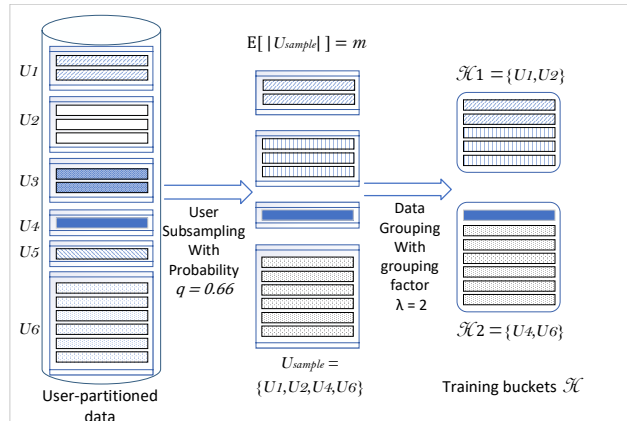 U1
U2
U3
U4
U5
U6
User-partitioned
data
User
Subsampling
With
Probability
q = 0.66
E[ |Usample| ] = m
Usample =
{U1,U2,U4,U6}
Data
Grouping
With
grouping
factor
λ = 2
ℋ1 = {U1,U2}
ℋ2 = {U4,U6}
Training buckets ℋ